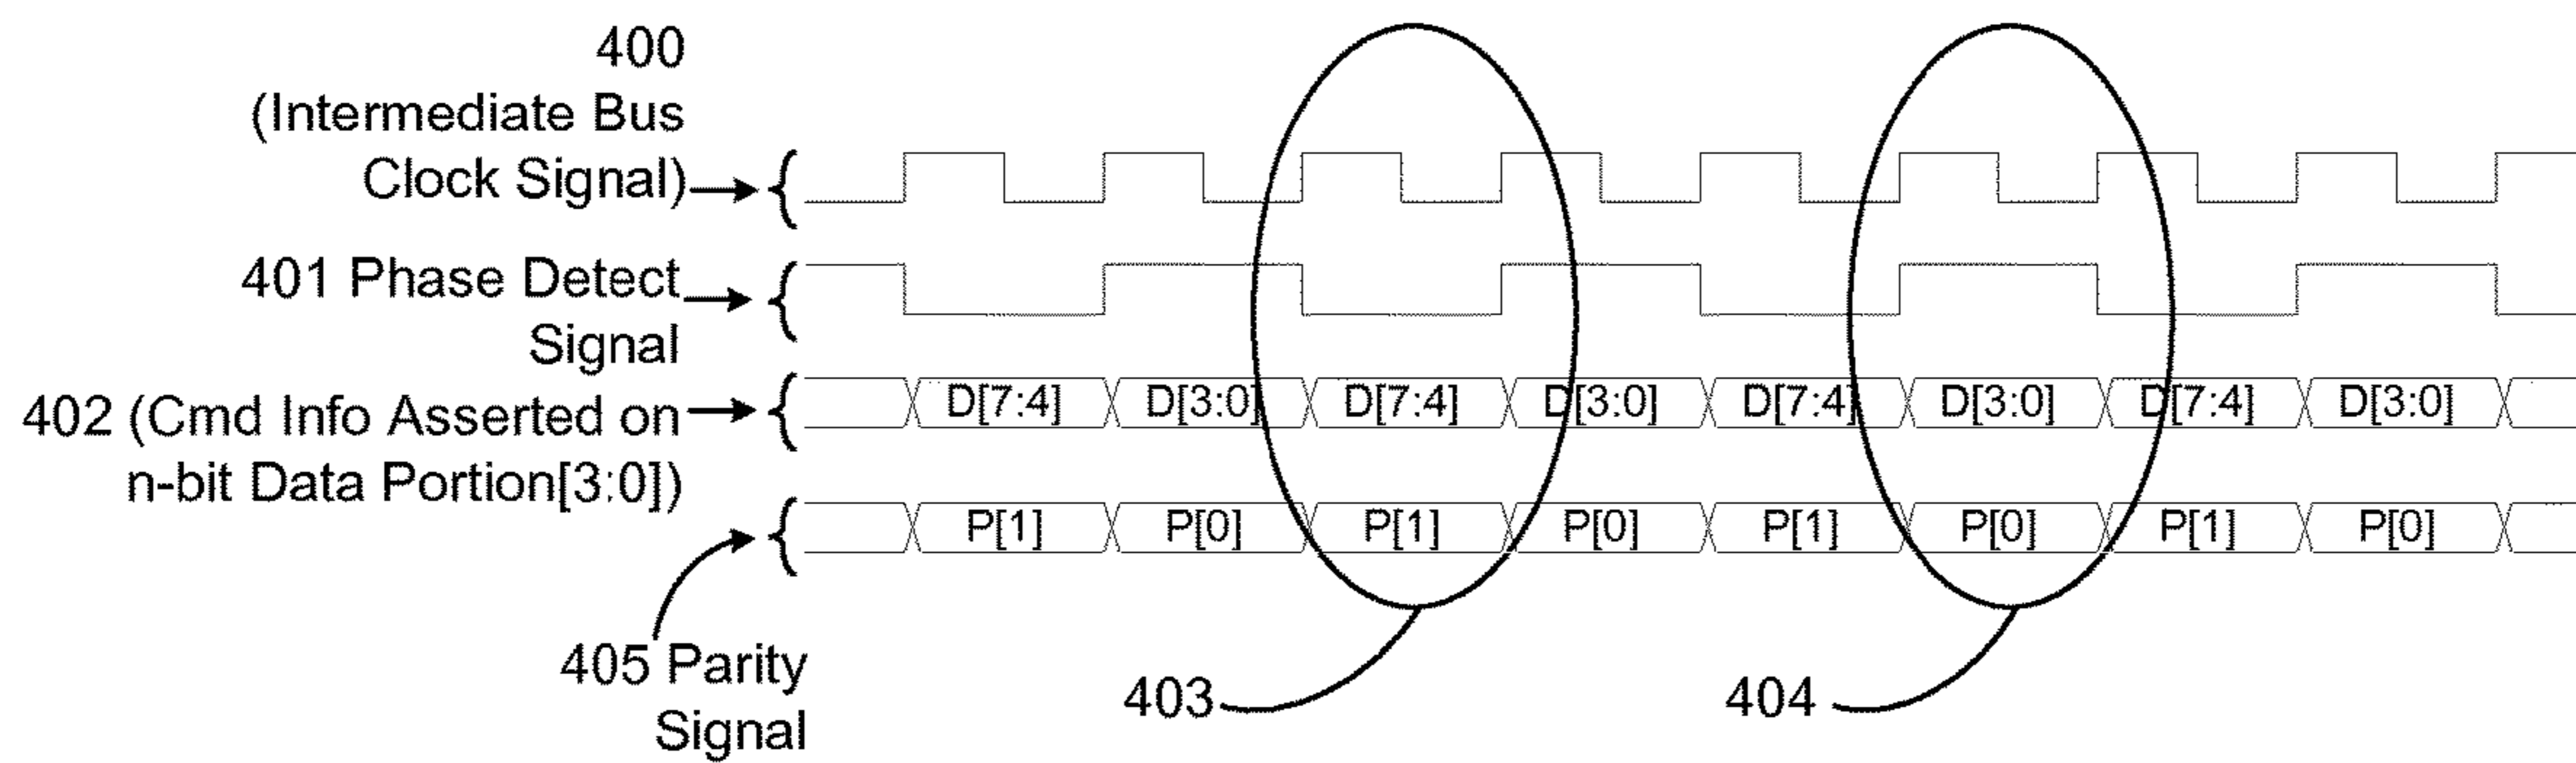 400
(Intermediate Bus
Clock Signal)
401 Phase Detect
Signal
402 (Cmd Info Asserted on
n-bit Data Portion[3:0])
D[7:4] D[3:0] D[7:4] D[3:0] D[7:4] D[3:0] D[7:4] D[3:0]
P[1] P[0] P[1] P[0] P[1] P[0] P[1] P[0]
405 Parity
Signal
403
404